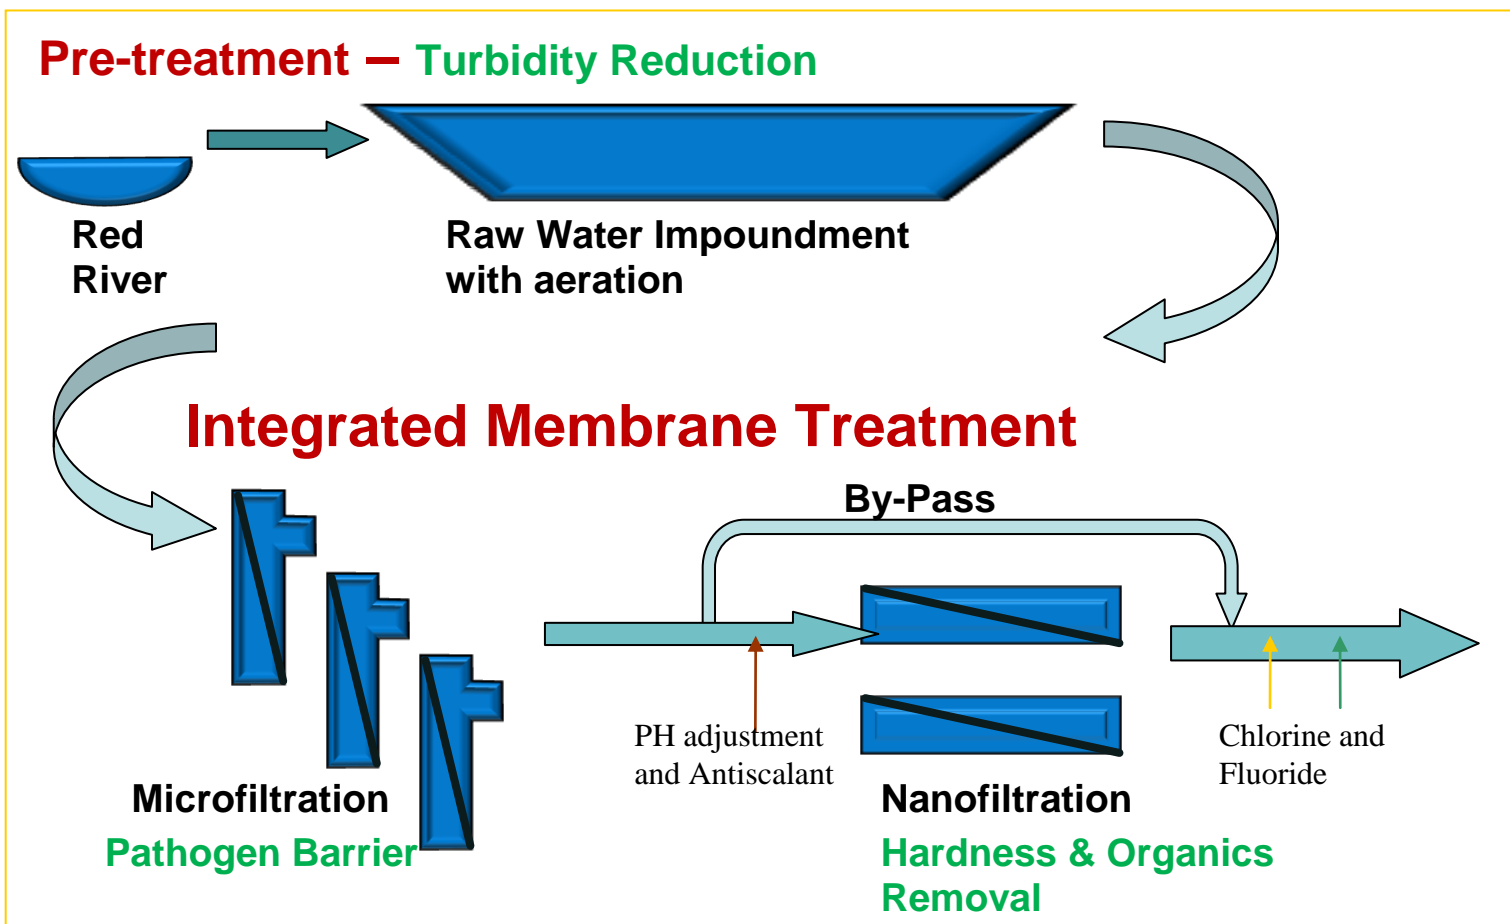 Pre-treatment – Turbidity Reduction
Red
River
Raw Water Impoundment
with aeration
Integrated Membrane Treatment
By-Pass
PH adjustment
and Antiscalant
Chlorine and
Fluoride
Microfiltration
Pathogen Barrier
Nanofiltration
Hardness & Organics
Removal